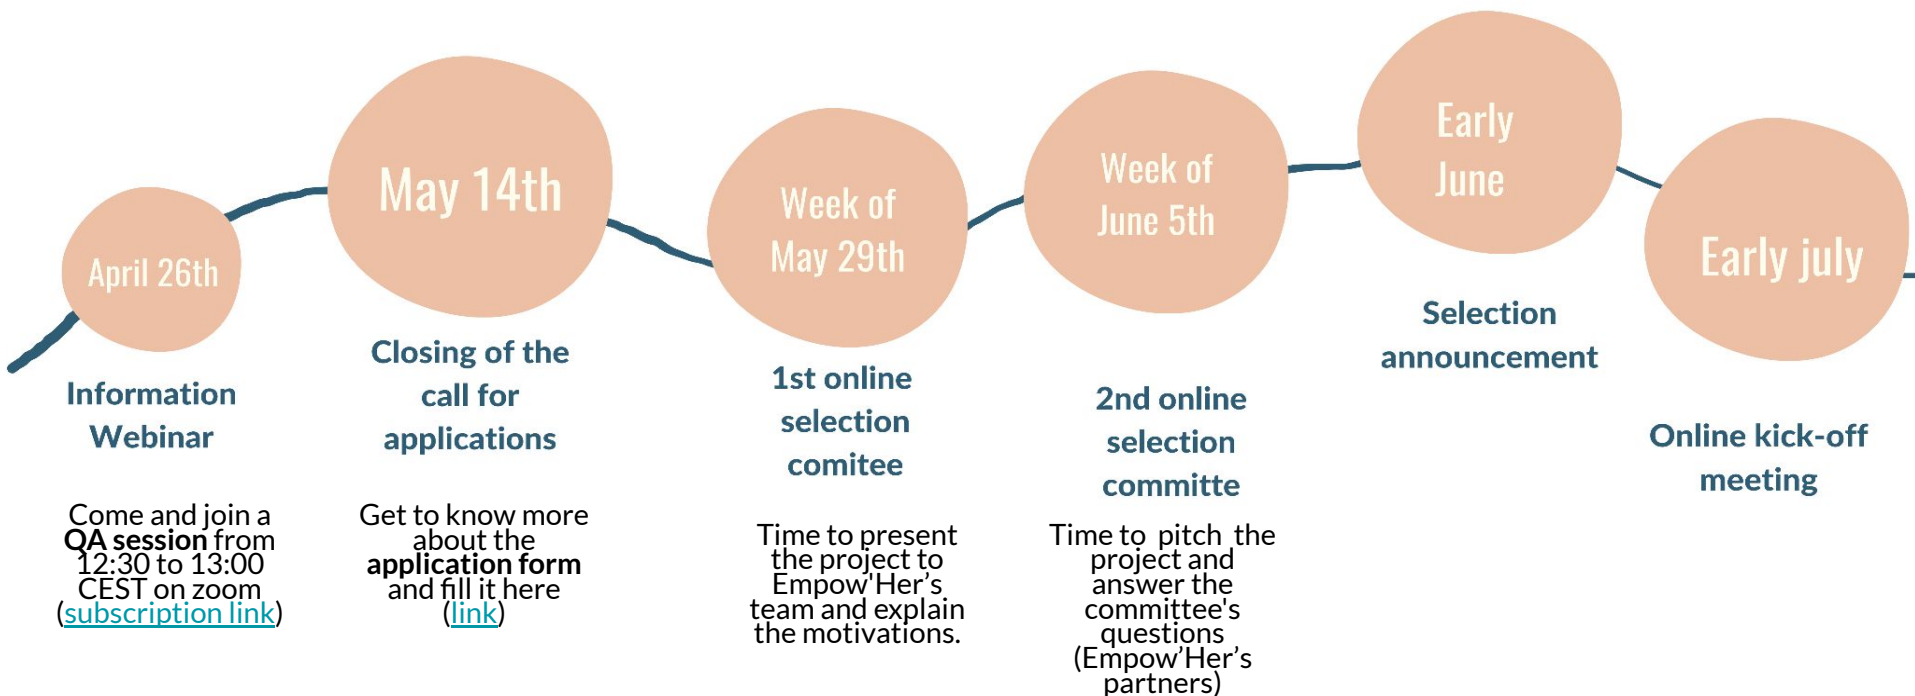 April 26th
Information
Webinar
Come and join a
QA session from
12:30 to 13:00
CEST on zoom
(subscription link)
May 14th
Closing of the
call for
applications
Get to know more
about the
application form
and fill it here
(link)
Week of
May 29th
1st online
selection
comitee
Time to present
the project to
Empow'Her’s
team and explain
the motivations.
Week of
June 5th
2nd online
selection
committe
Time to pitch the
project and
answer the
committee's
questions
(Empow’Her’s
partners)
Early
June
Selection
announcement
Early july
Online kick-off
meeting